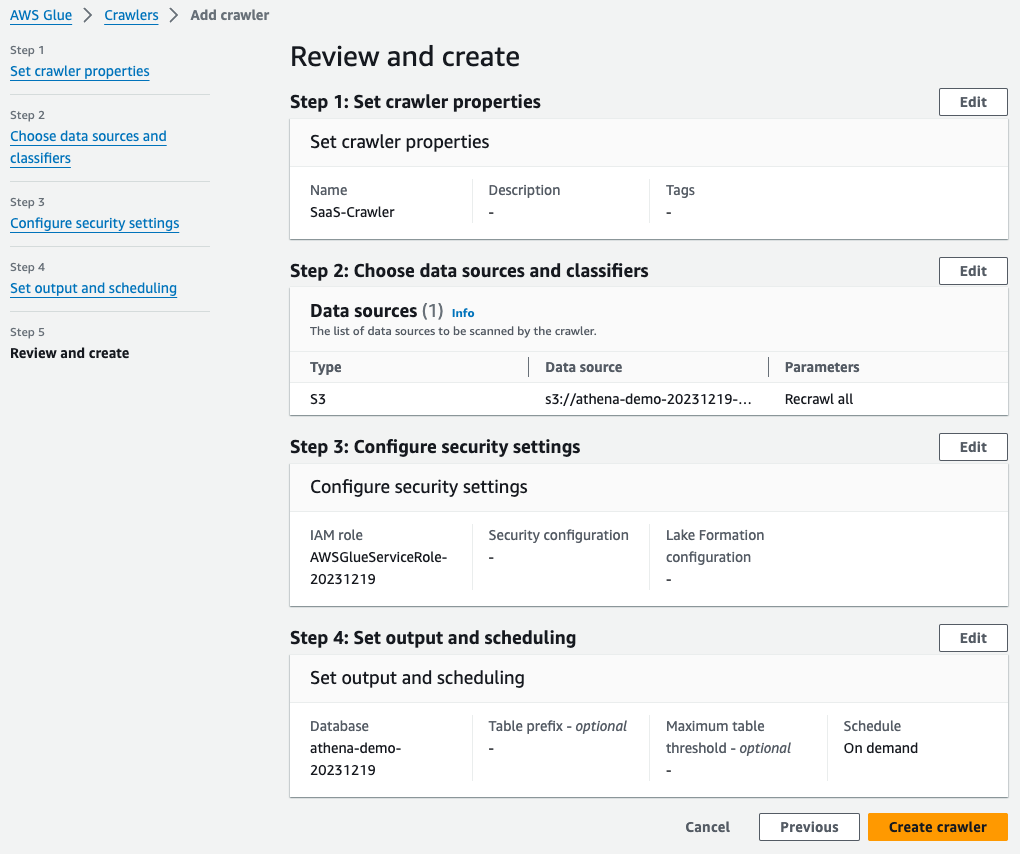 AWS Glue > Crawlers > Add crawler
Step 1
Set crawler properties
Step 2
Choose data sources and
classifiers
Step 3
Configure security settings
Step 4
Set output and scheduling
Step 5
Review and create
Review and create
Step 1: Set crawler properties Edit
Set crawler properties
Name Description Tags
SaaS-Crawler - -
Step 2: Choose data sources and classifiers Edit
Data sources (1) Info
The list of data sources to be scanned by the crawler.
Type Data source Parameters
S3 s3://athena-demo-20231219-... Recrawl all
Step 3: Configure security settings Edit
Configure security settings
IAM role Security configuration Lake Formation
AWSGlueServiceRole- - configuration
20231219 -
Step 4: Set output and scheduling Edit
Set output and scheduling
Database Table prefix - optional Maximum table Schedule
athena-demo- - threshold - optional On demand
20231219 -
Cancel Previous Create crawler